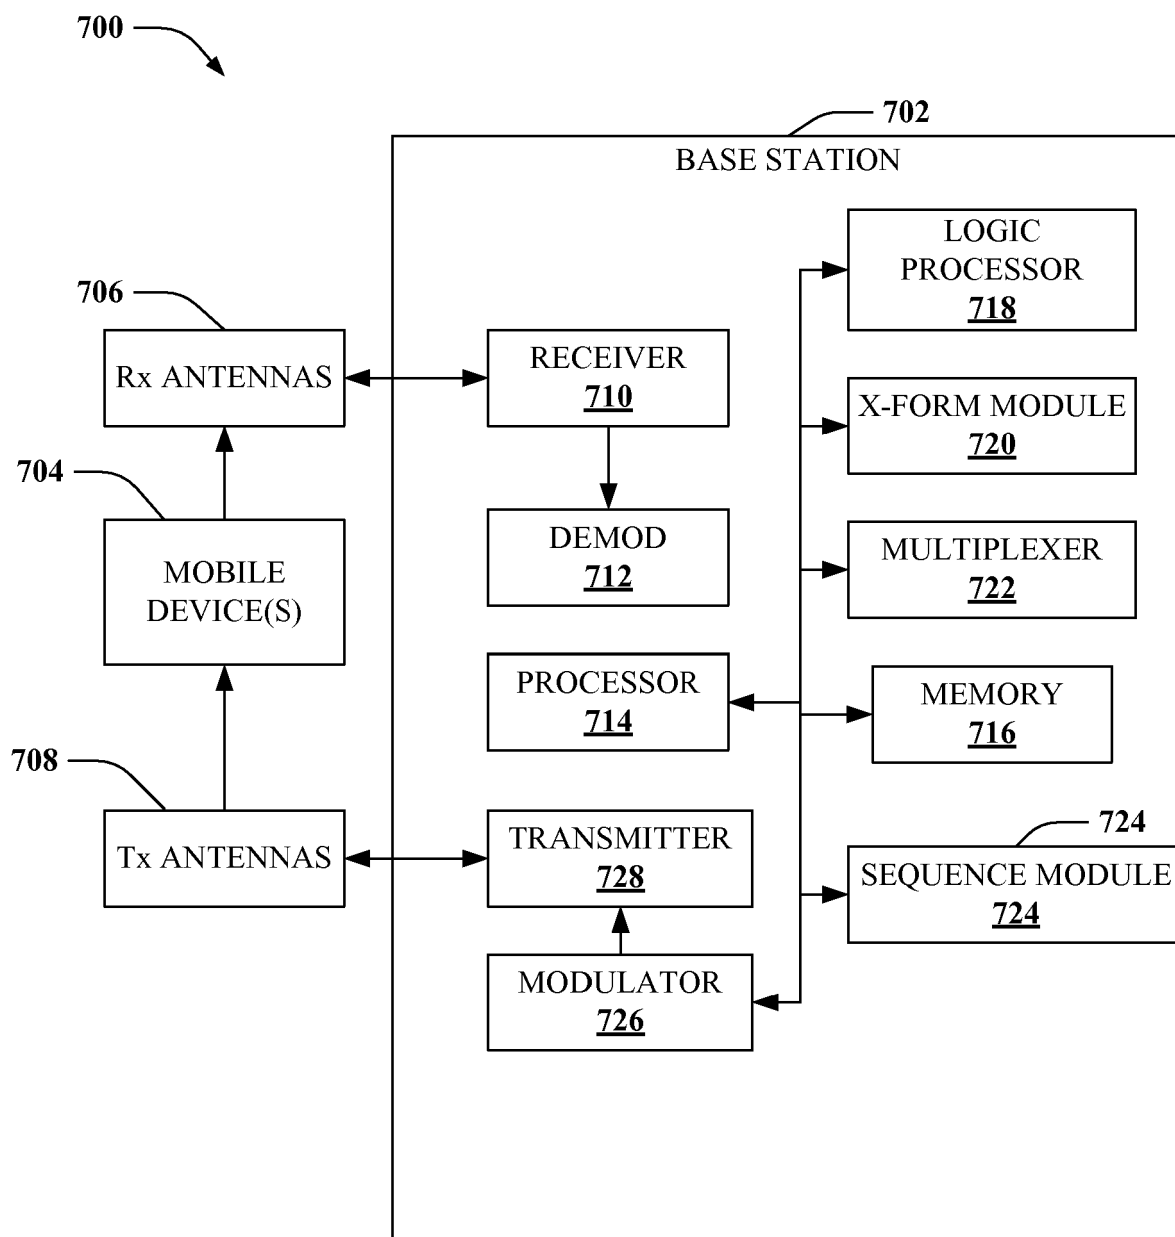 700
702
BASE STATION
LOGIC
PROCESSOR
718
706
Rx ANTENNAS
RECEIVER
710
X-FORM MODULE
720
704
MOBILE
DEVICE(S)
DEMOD
712
MULTIPLEXER
722
PROCESSOR
714
MEMORY
716
708
Tx ANTENNAS
TRANSMITTER
728
724
SEQUENCE MODULE
724
MODULATOR
726